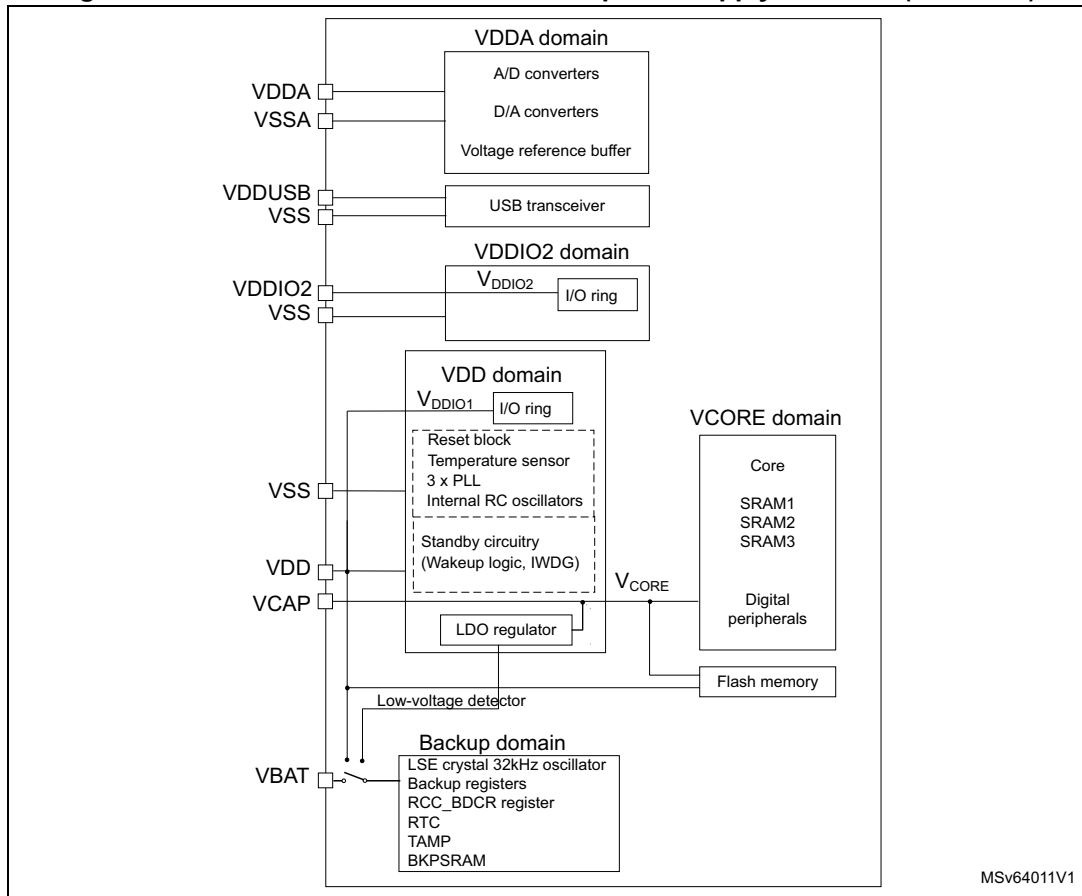 VDDA domain
A/D converters
D/A converters
Voltage reference buffer
VDDA
VSSA
VDDUSB
VSS
USB transceiver
VDDIO2 domain
VDDIO2
I/O ring
VDDIO2
VSS
VDD domain
VDDIO1
I/O ring
Reset block
Temperature sensor
3 x PLL
Internal RC oscillators
VSS
Standby circuitry
(Wakeup logic, IWDG)
VDD
VCAP
LDO regulator
VCORE
VCORE domain
Core
SRAM1
SRAM2
SRAM3
Digital
peripherals
Flash memory
Low-voltage detector
Backup domain
VBAT
LSE crystal 32kHz oscillator
Backup registers
RCC_BDCR register
RTC
TAMP
BKPSRAM
MSv64011V1